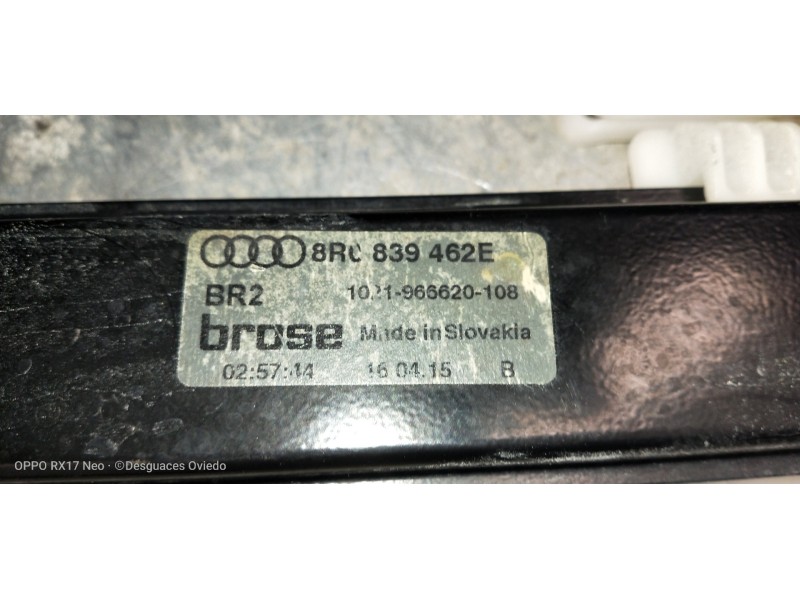 8R0 839 462E
BR2 1021-966620-108
brose Made in Slovakia
02:57:44 16 04.15 B
OPPO RX17 Neo · ©Desguaces Oviedo